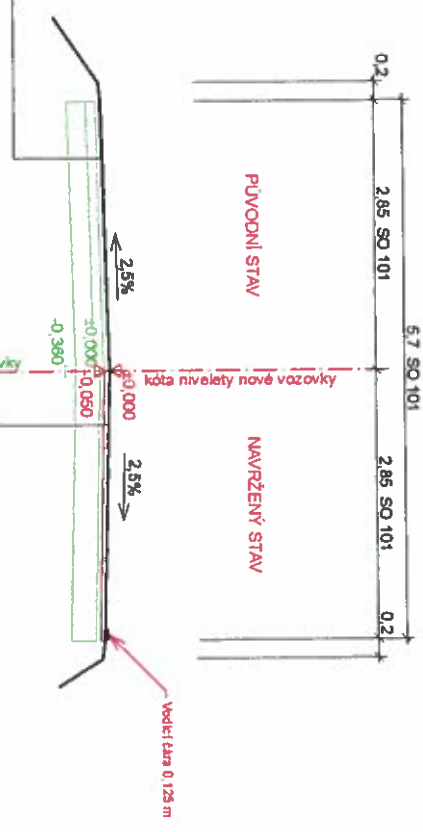 5,7 SO 101
0,2
2,85 SO 101
2,85 SO 101
0,2
PŮVODNÍ STAV
NAVRŽENÝ STAV
kóta nivelety nové vozovky
2,5%
2,5%
±0,000
-0,050
±0,000
-0,360
Vodící čára 0,125 m